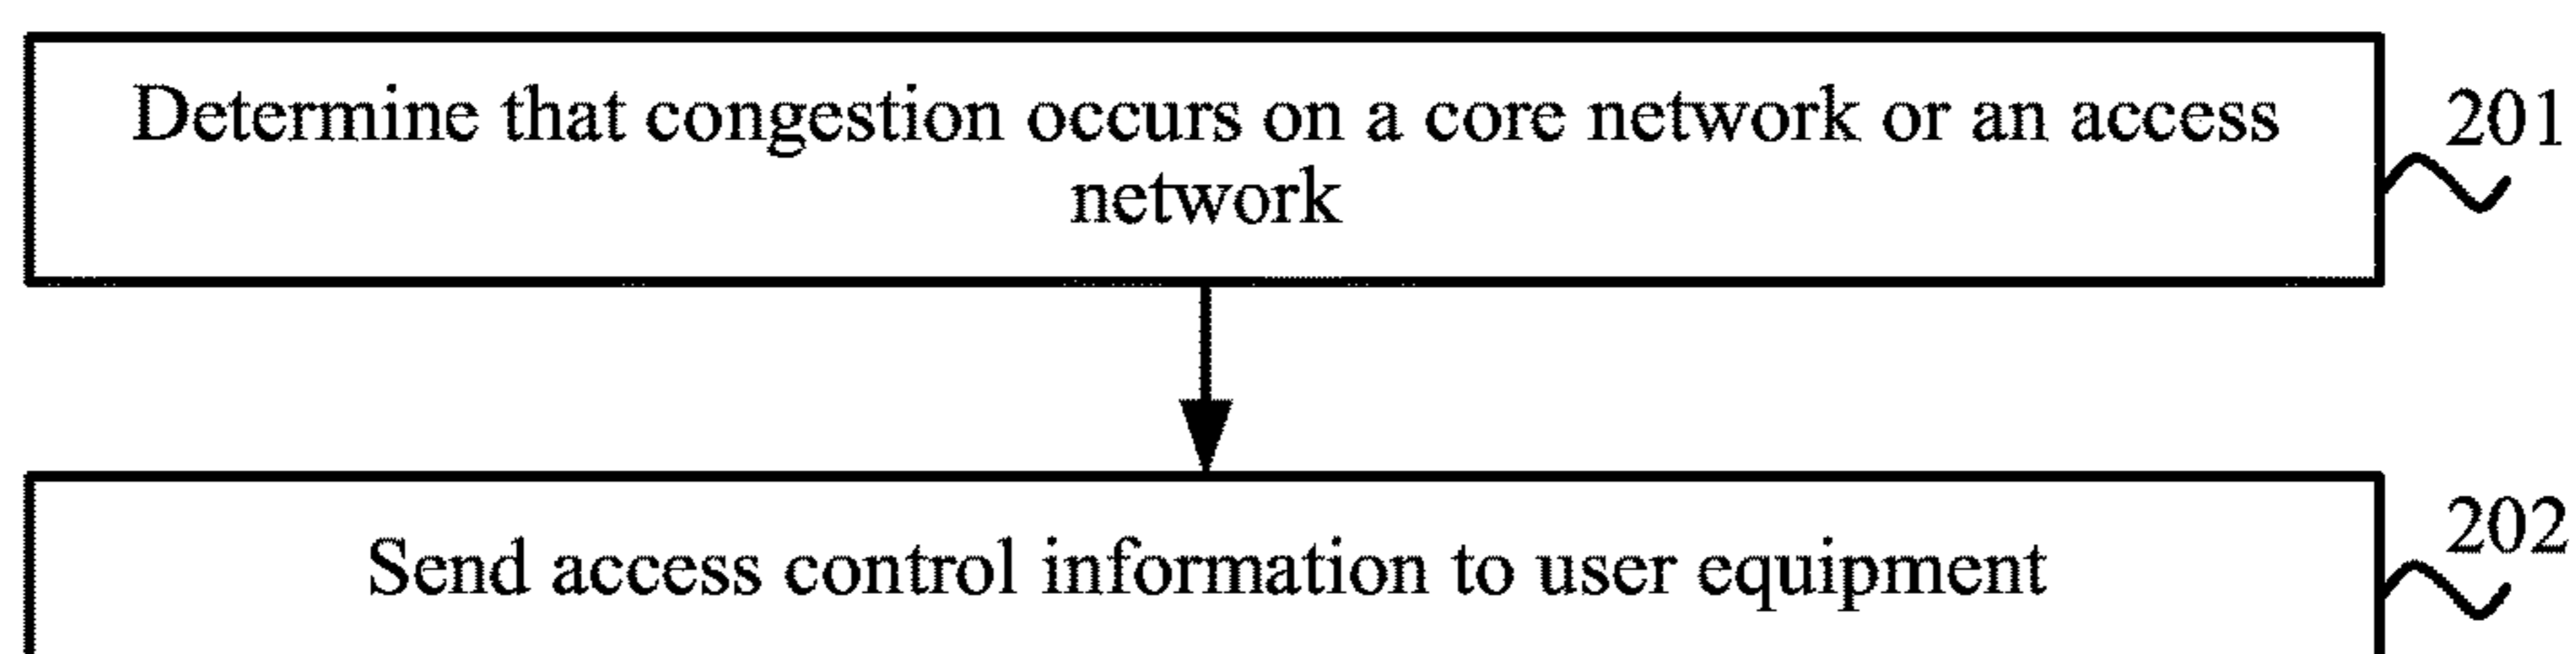 Determine that congestion occurs on a core network or an access
network
201
Send access control information to user equipment
202